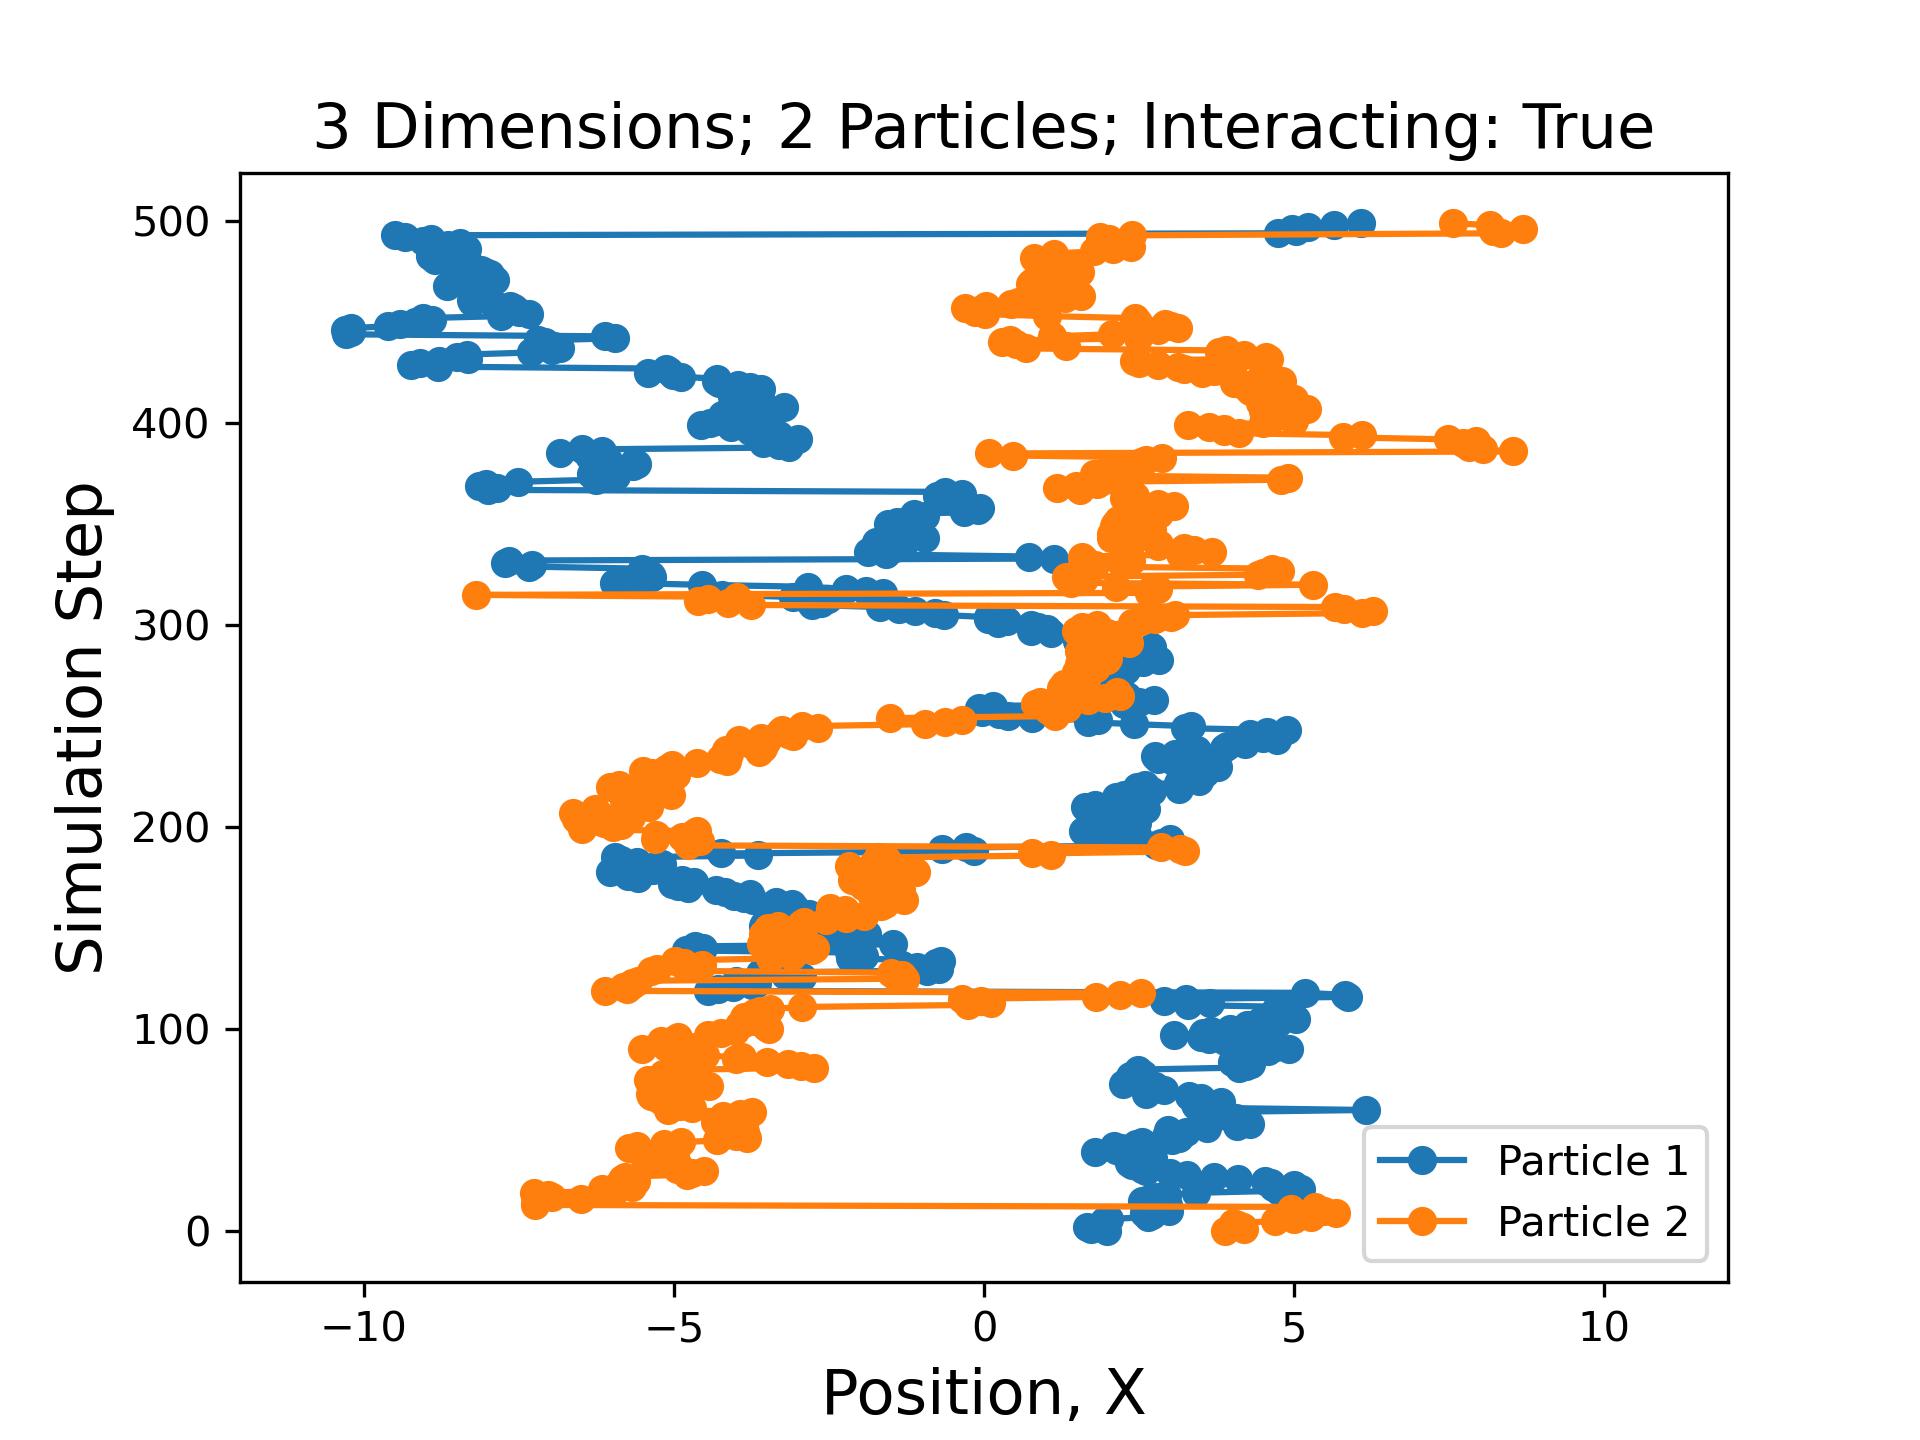 3 Dimensions; 2 Particles; Interacting: True
Simulation Step
500
400
300
200
100
0
−10
−5
0
5
10
Position, X
Particle 1
Particle 2